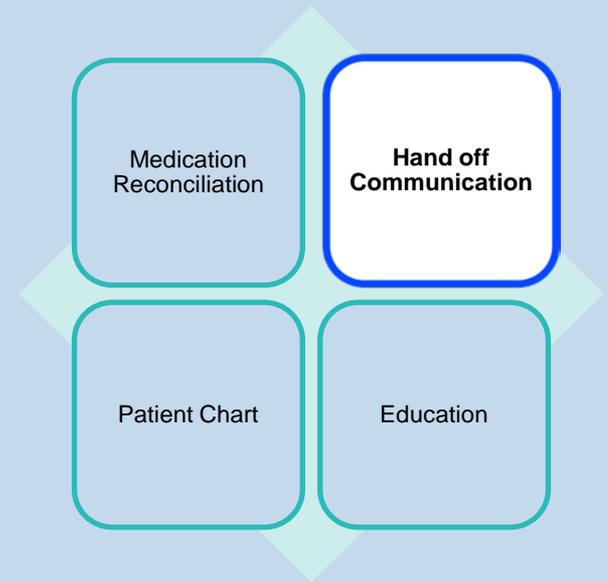 Medication
Reconciliation
Hand off
Communication
Patient Chart
Education